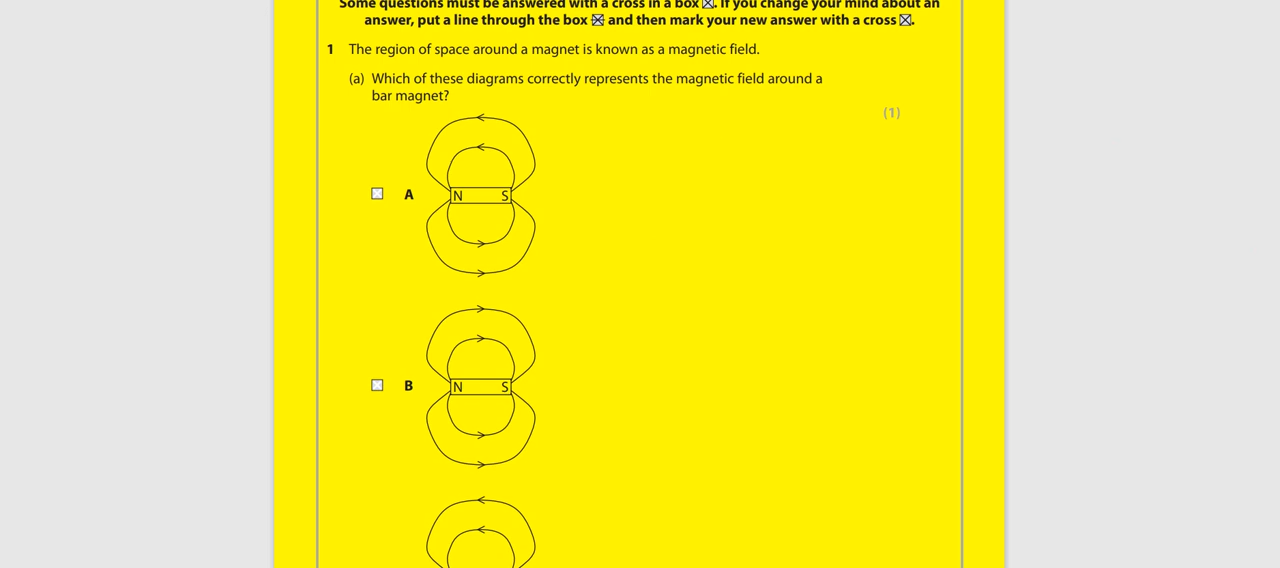 Some questions must be answered with a cross in a box ☒. If you change your mind about an
answer, put a line through the box ☒ and then mark your new answer with a cross ☒.
1 The region of space around a magnet is known as a magnetic field.
(a) Which of these diagrams correctly represents the magnetic field around a
bar magnet?
(1)
A
N S
B
N S